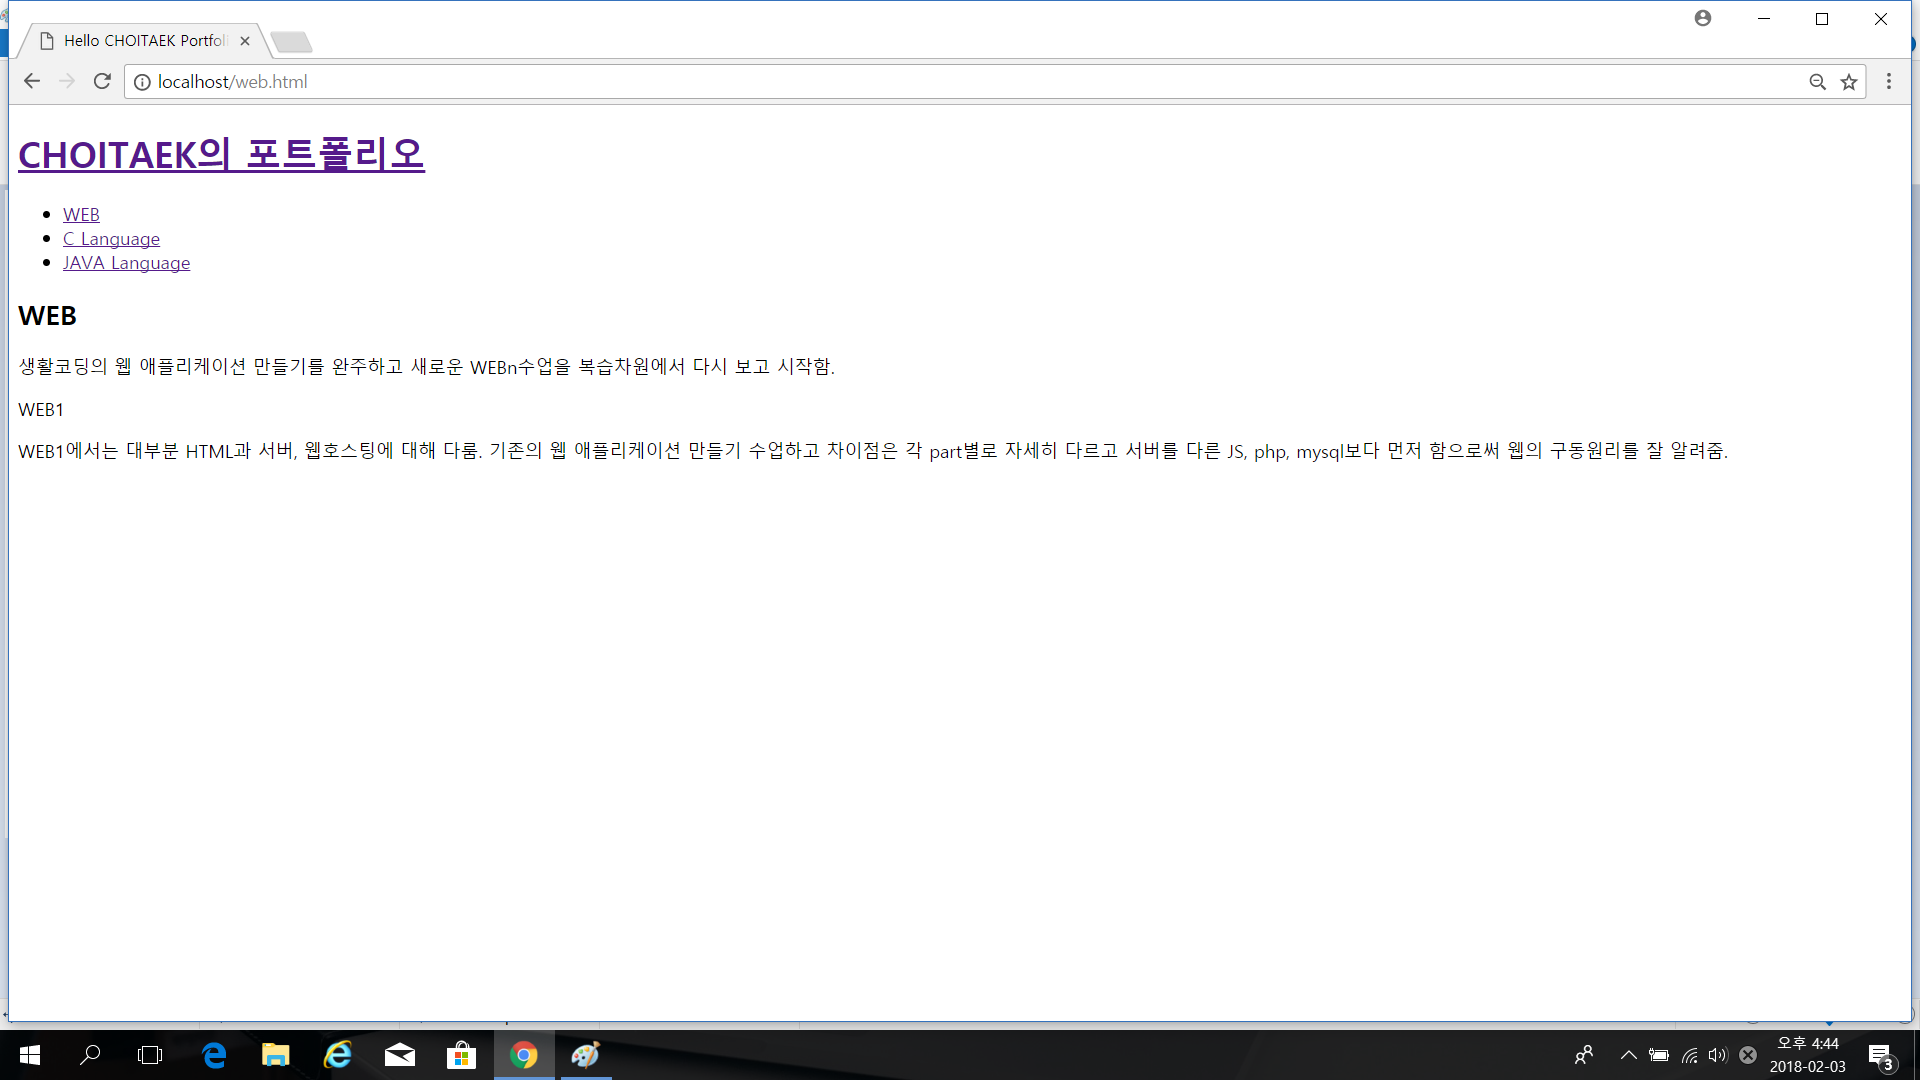 Hello CHOITAEK Portfoli
localhost/web.html
CHOITAEK의 포트폴리오
WEB
C Language
JAVA Language
WEB
생활코딩의 웹 애플리케이션 만들기를 완주하고 새로운 WEBn수업을 복습차원에서 다시 보고 시작함.
WEB1
WEB1에서는 대부분 HTML과 서버, 웹호스팅에 대해 다룸. 기존의 웹 애플리케이션 만들기 수업하고 차이점은 각 part별로 자세히 다르고 서버를 다른 JS, php, mysql보다 먼저 함으로써 웹의 구동원리를 잘 알려줌.
오후 4:44
2018-02-03
3